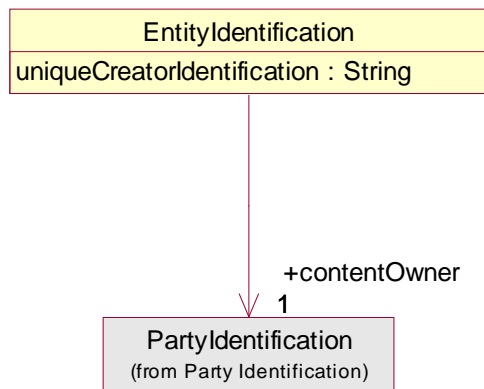 EntityIdentification
uniqueCreatorIdentification : String
+contentOwner
1
PartyIdentification
(from Party Identification)